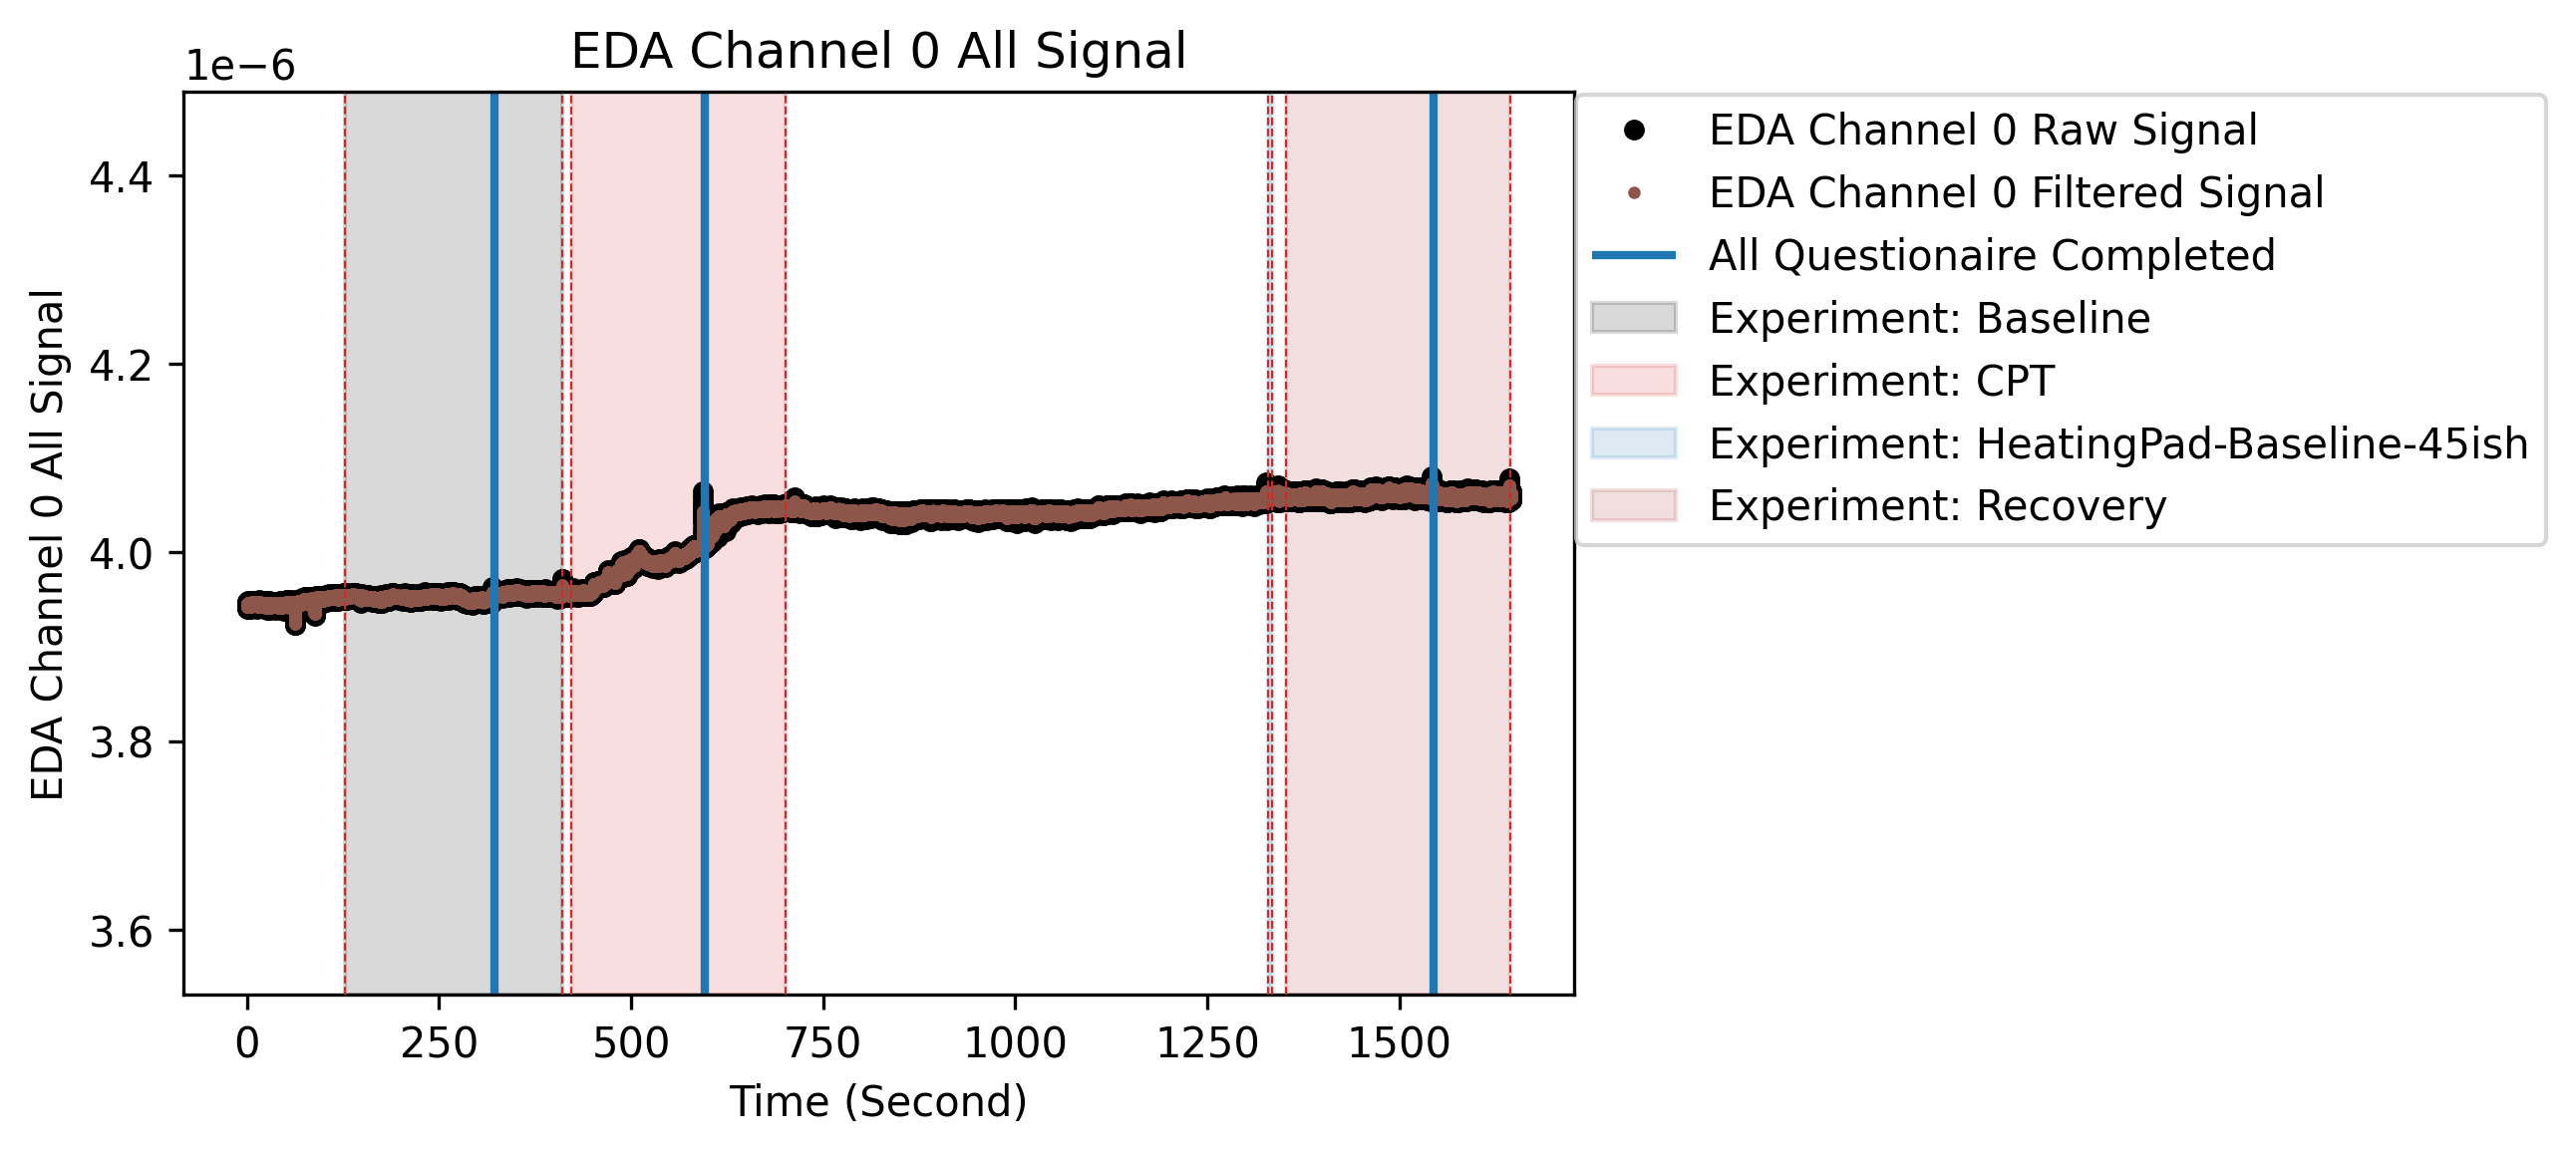 EDA Channel 0 All Signal
1e−6
EDA Channel 0 All Signal
4.4
4.2
4.0
3.8
3.6
0 250 500 750 1000 1250 1500
Time (Second)
EDA Channel 0 Raw Signal
EDA Channel 0 Filtered Signal
All Questionaire Completed
Experiment: Baseline
Experiment: CPT
Experiment: HeatingPad-Baseline-45ish
Experiment: Recovery